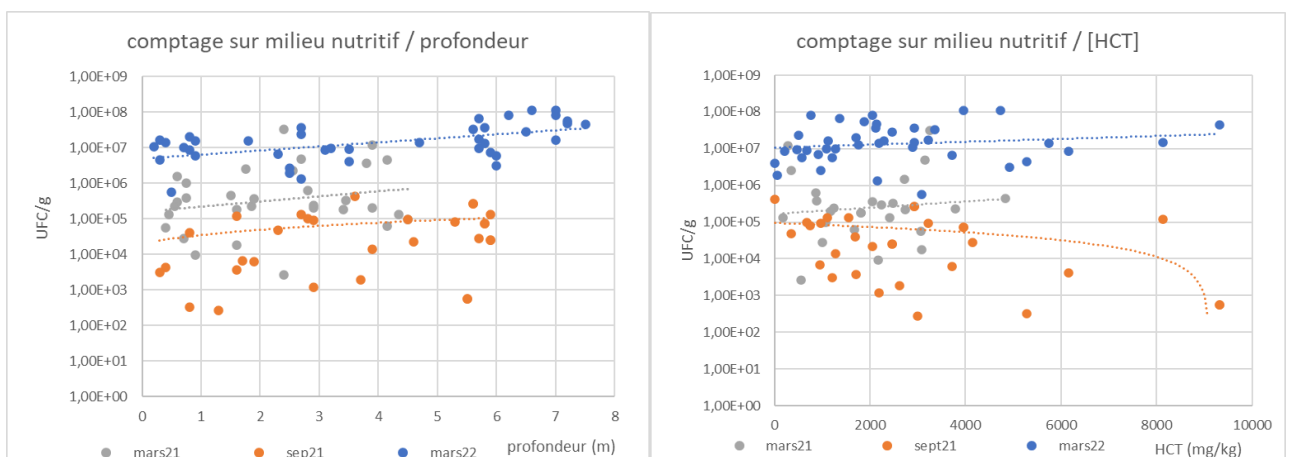 comptage sur milieu nutritif / profondeur
1,00E+09
1,00E+08
1,00E+07
1,00E+06
1,00E+05
1,00E+04
1,00E+03
1,00E+02
1,00E+01
1,00E+00
UFC/g
0 1 2 3 4 5 6 7 8
profondeur (m)
mars21 sep21 mars22
comptage sur milieu nutritif / [HCT]
1,00E+09
1,00E+08
1,00E+07
1,00E+06
1,00E+05
1,00E+04
1,00E+03
1,00E+02
1,00E+01
1,00E+00
UFC/g
0 2000 4000 6000 8000 10000
mars21 sept21 mars22 HCT (mg/kg)